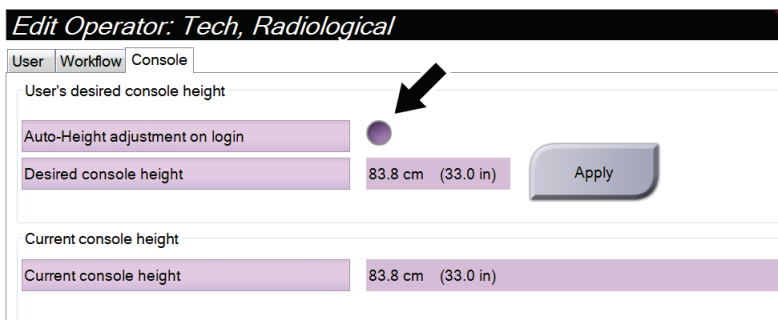 Edit Operator: Tech, Radiological
User Workflow Console
User's desired console height
Auto-Height adjustment on login
Desired console height 83.8 cm (33.0 in) Apply
Current console height
Current console height 83.8 cm (33.0 in)